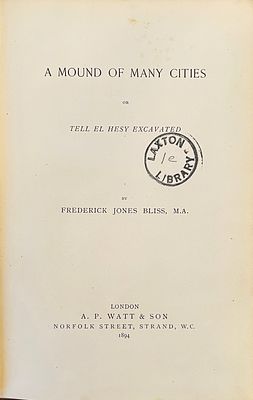 A MOUND OF MANY CITIES
OR
TELL EL HESY EXCAVATED
LAXTON
1e
LIBRARY
BY
FREDERICK JONES BLISS, M.A.
LONDON
A. P. WATT & SON
NORFOLK STREET, STRAND, W.C.
1894